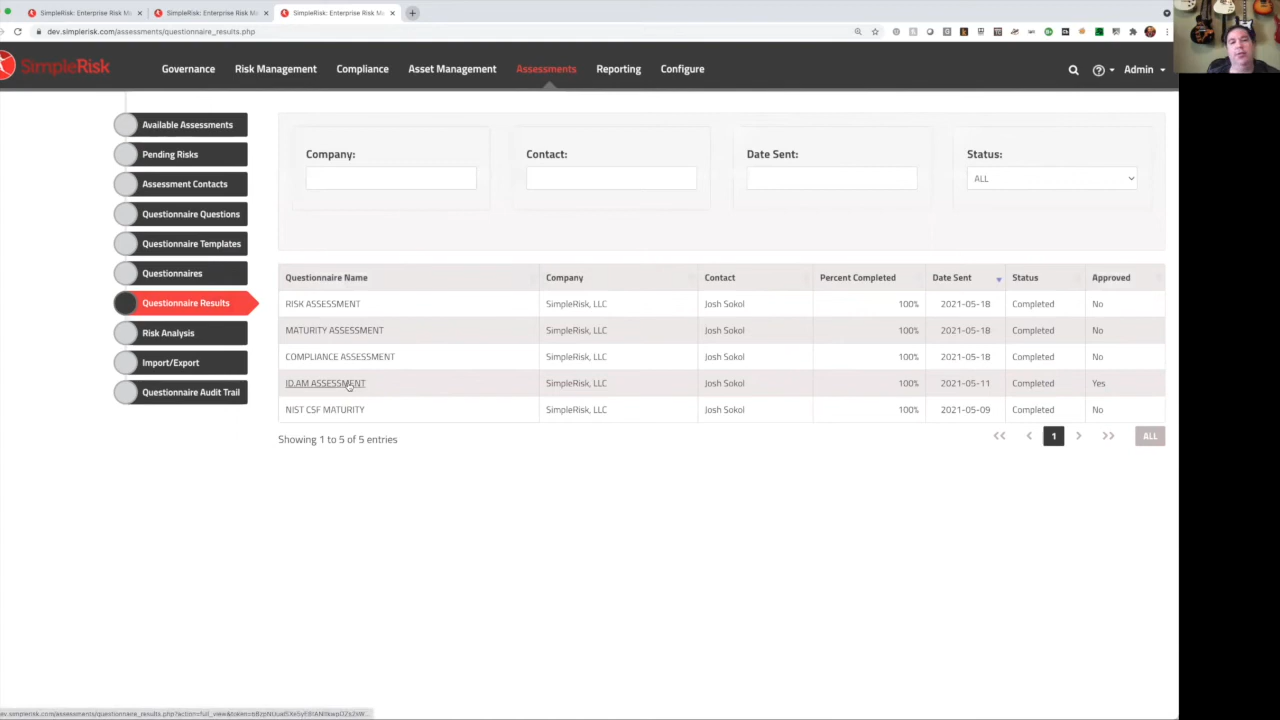 SimpleRisk: Enterprise Risk M
SimpleRisk: Enterprise Risk M
SimpleRisk: Enterprise Risk M
dev.simplerisk.com/assessments/questionnaire_results.php
SimpleRisk
Governance Risk Management Compliance Asset Management Assessments Reporting Configure Admin
Available Assessments
Pending Risks
Assessment Contacts
Questionnaire Questions
Questionnaire Templates
Questionnaires
Questionnaire Results
Risk Analysis
Import/Export
Questionnaire Audit Trail
Company: Contact: Date Sent: Status:
ALL
Questionnaire Name Company Contact Percent Completed Date Sent Status Approved
RISK ASSESSMENT SimpleRisk, LLC Josh Sokol 100% 2021-05-18 Completed No
MATURITY ASSESSMENT SimpleRisk, LLC Josh Sokol 100% 2021-05-18 Completed No
COMPLIANCE ASSESSMENT SimpleRisk, LLC Josh Sokol 100% 2021-05-18 Completed No
ID.AM ASSESSMENT SimpleRisk, LLC Josh Sokol 100% 2021-05-11 Completed Yes
NIST CSF MATURITY SimpleRisk, LLC Josh Sokol 100% 2021-05-09 Completed No
Showing 1 to 5 of 5 entries
<< < 1 > >> ALL